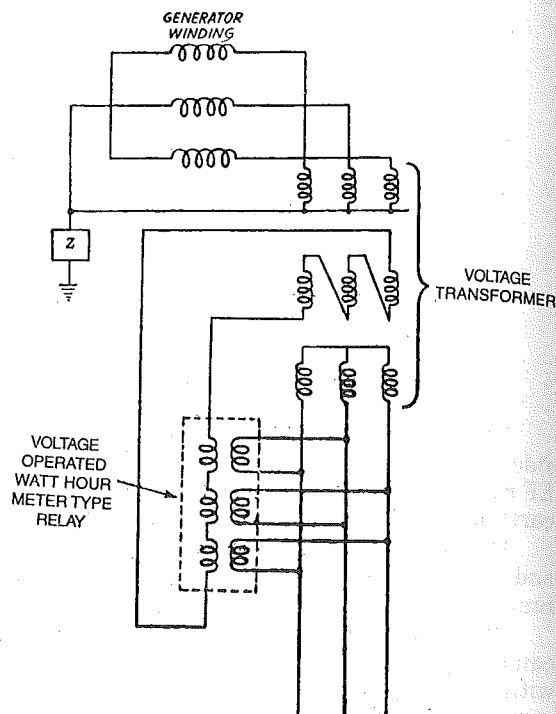 GENERATOR
WINDING
Z
VOLTAGE
TRANSFORMER
VOLTAGE
OPERATED
WATT HOUR
METER TYPE
RELAY